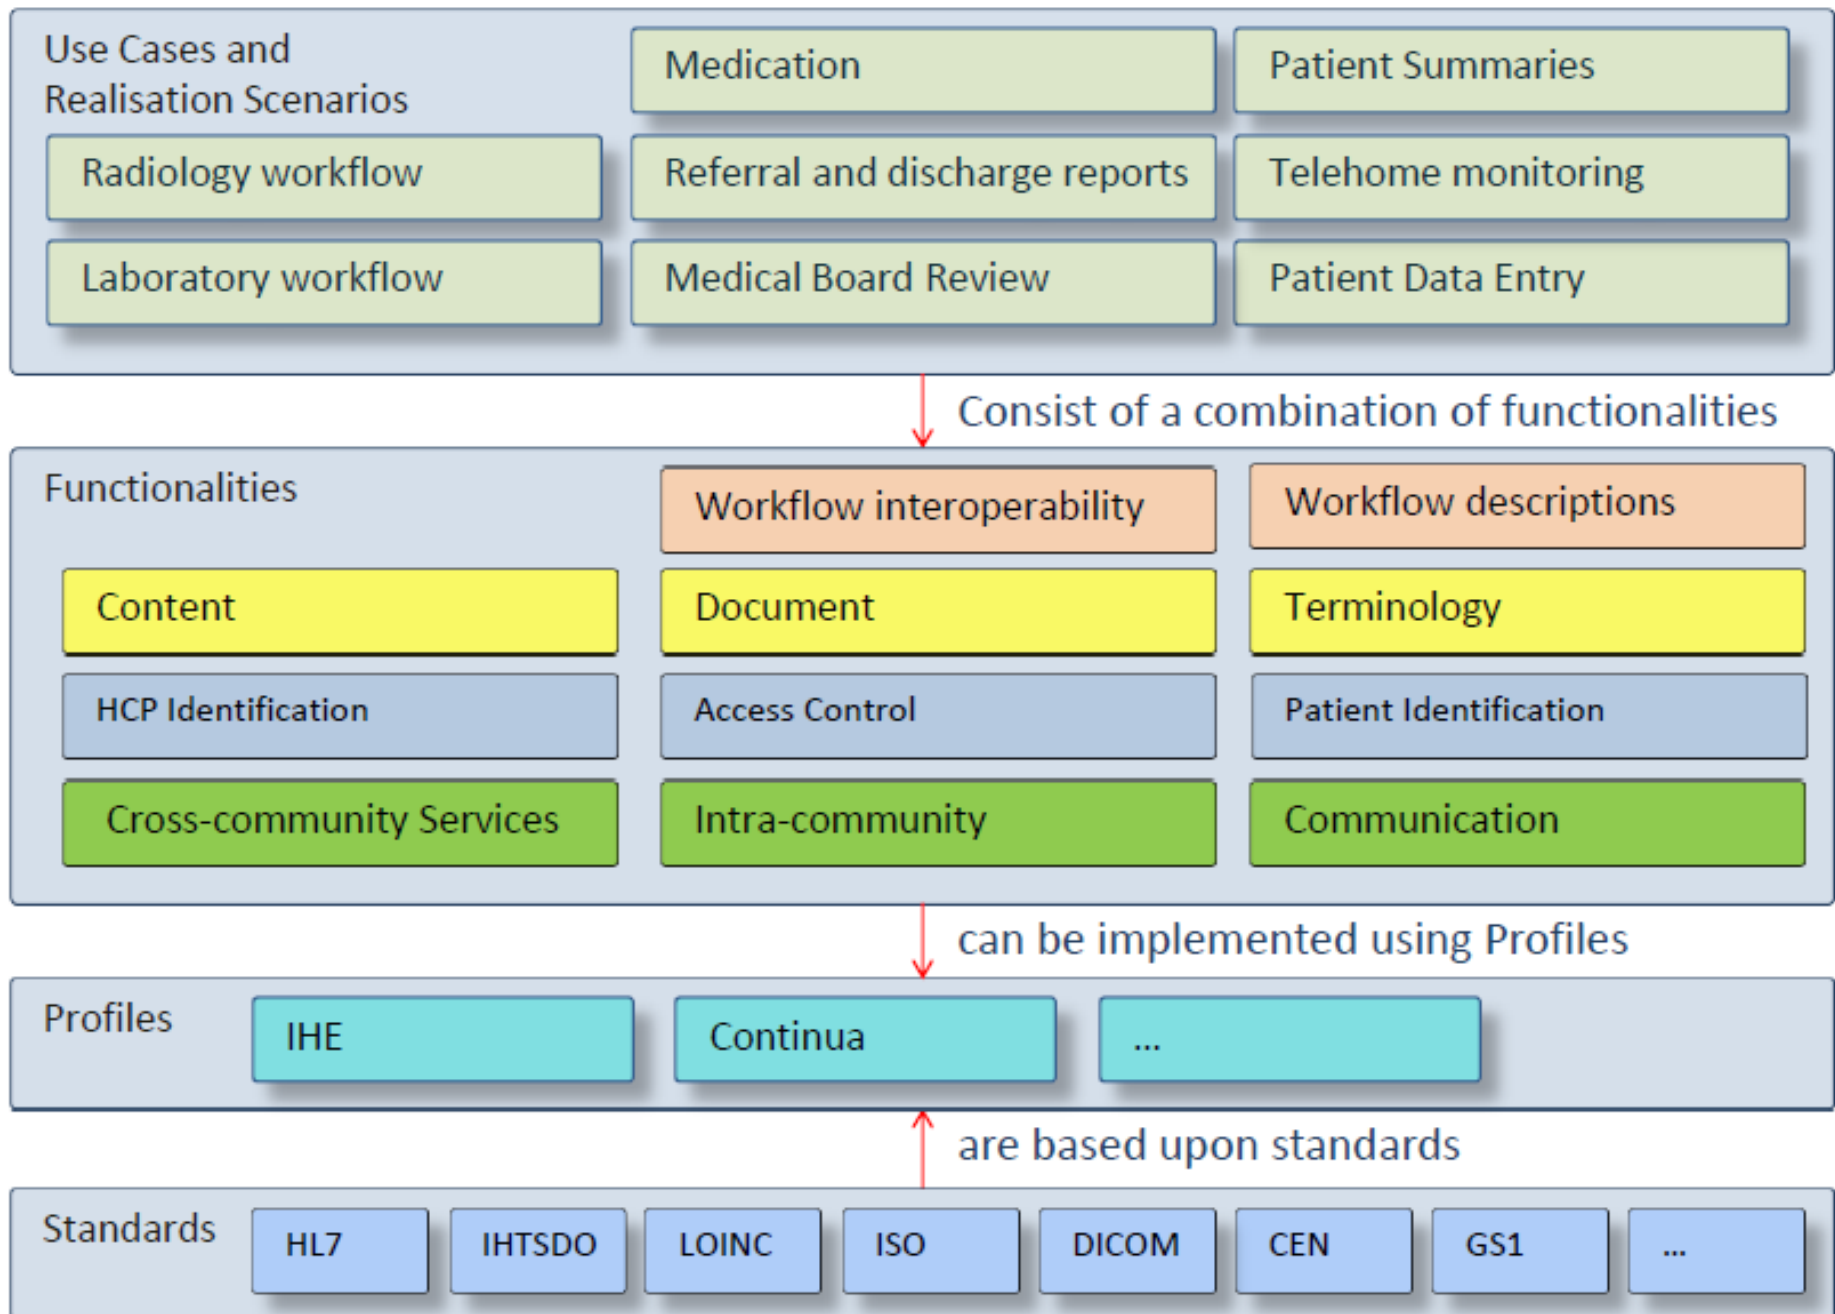 Use Cases and
Realisation Scenarios
Medication
Patient Summaries
Radiology workflow
Referral and discharge reports
Telehome monitoring
Laboratory workflow
Medical Board Review
Patient Data Entry
Consist of a combination of functionalities
Functionalities
Workflow interoperability
Workflow descriptions
Content
Document
Terminology
HCP Identification
Access Control
Patient Identification
Cross-community Services
Intra-community
Communication
can be implemented using Profiles
Profiles
IHE
Continua
...
are based upon standards
Standards
HL7
IHTSDO
LOINC
ISO
DICOM
CEN
GS1
...